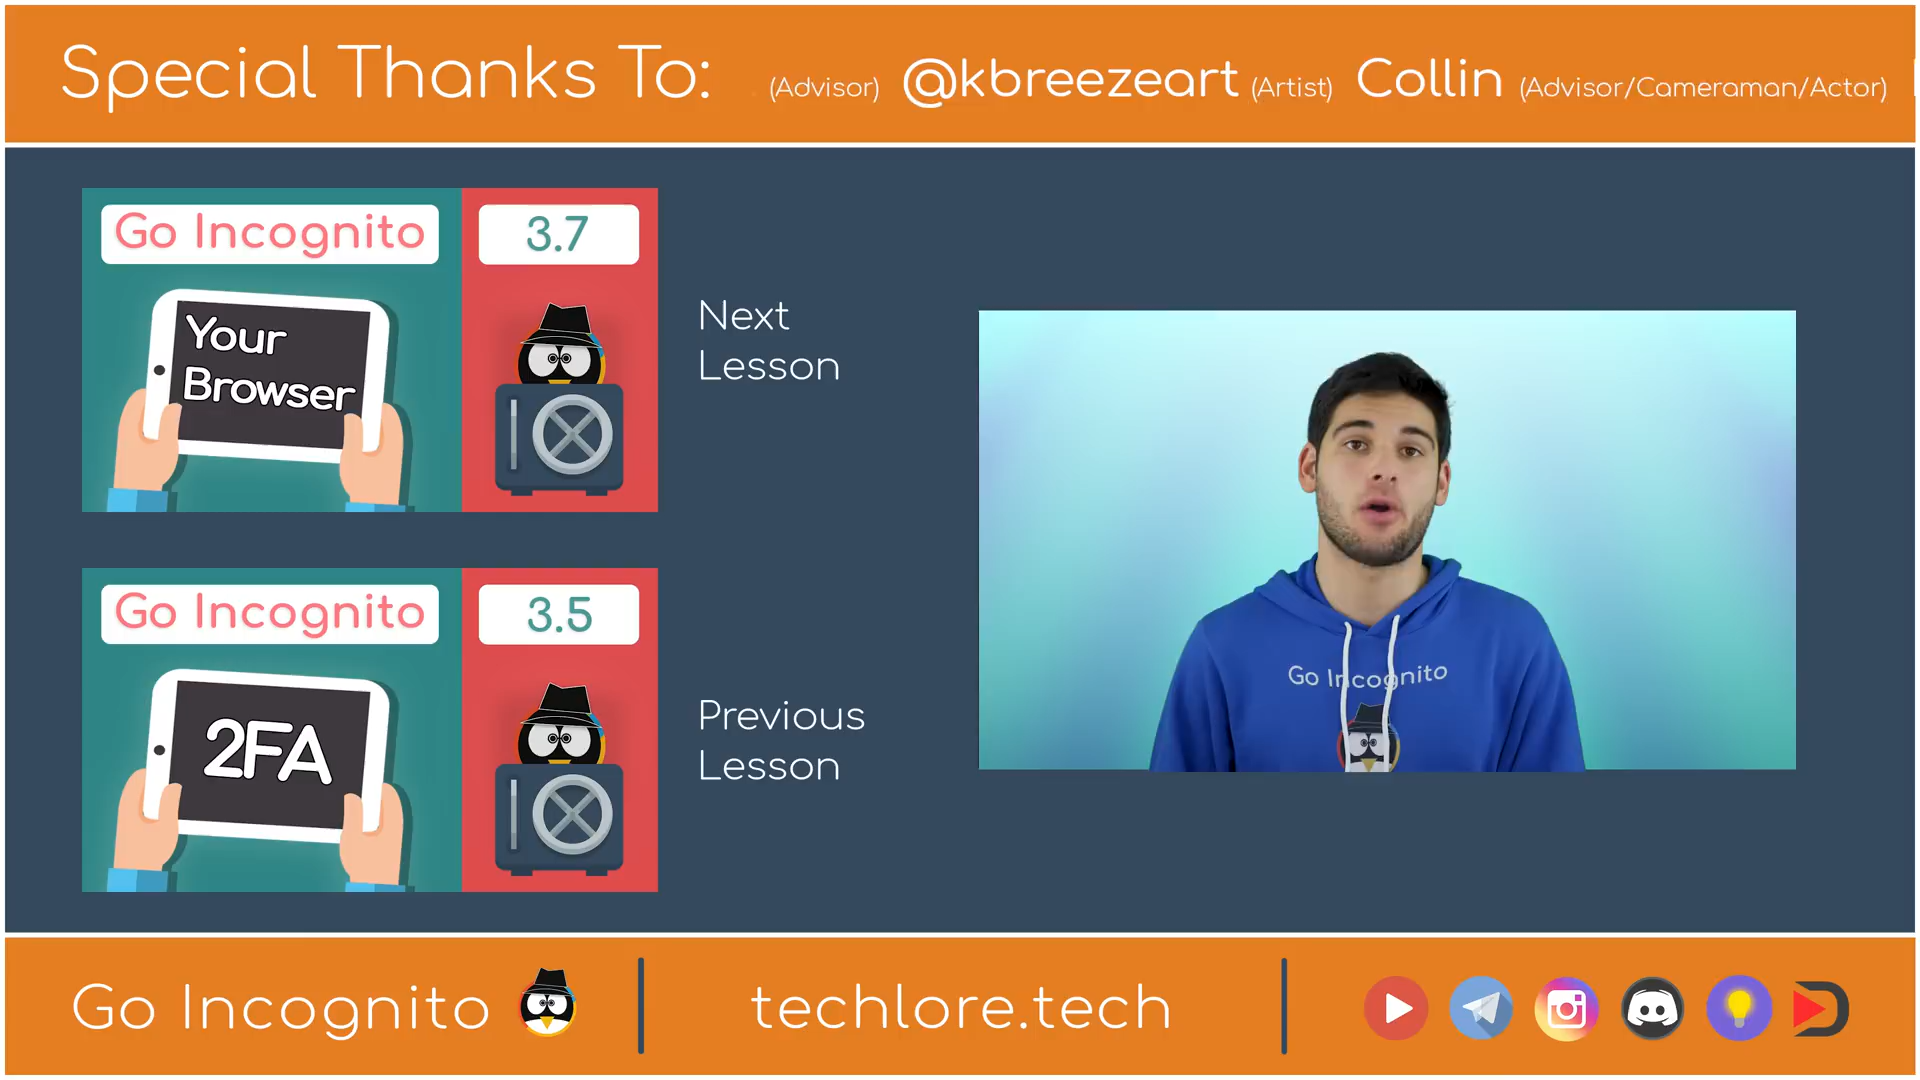 Special Thanks To: (Advisor) @kbreezeart (Artist) Collin (Advisor/Cameraman/Actor)
Go Incognito
3.7
Your
Browser
Next
Lesson
Go Incognito
3.5
2FA
Previous
Lesson
Go Incognito
Go Incognito
techlore.tech